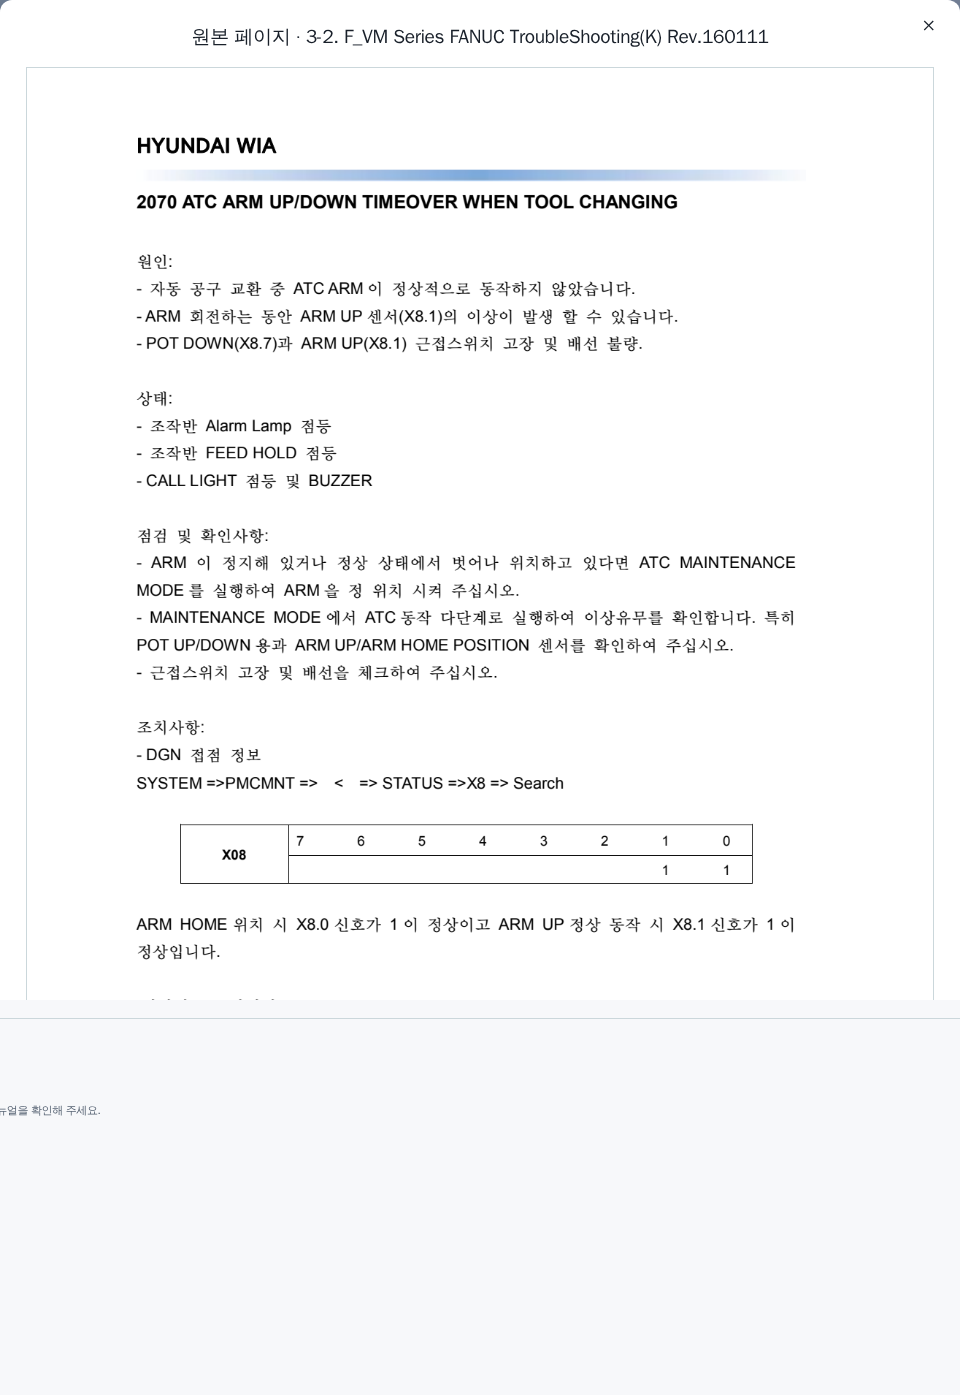 원본 페이지 · 3-2. F_VM Series FANUC TroubleShooting(K) Rev.160111
HYUNDAI WIA
2070 ATC ARM UP/DOWN TIMEOVER WHEN TOOL CHANGING
원인:
- 자동 공구 교환 중 ATC ARM 이 정상적으로 동작하지 않았습니다.
- ARM 회전하는 동안 ARM UP 센서(X8.1)의 이상이 발생 할 수 있습니다.
- POT DOWN(X8.7)과 ARM UP(X8.1) 근접스위치 고장 및 배선 불량.
상태:
- 조작반 Alarm Lamp 점등
- 조작반 FEED HOLD 점등
- CALL LIGHT 점등 및 BUZZER
점검 및 확인사항:
- ARM 이 정지해 있거나 정상 상태에서 벗어나 위치하고 있다면 ATC MAINTENANCE
MODE 를 실행하여 ARM 을 정 위치 시켜 주십시오.
- MAINTENANCE MODE 에서 ATC 동작 다단계로 실행하여 이상유무를 확인합니다. 특히
POT UP/DOWN 용과 ARM UP/ARM HOME POSITION 센서를 확인하여 주십시오.
- 근접스위치 고장 및 배선을 체크하여 주십시오.
조치사항:
- DGN 접점 정보
SYSTEM =>PMCMNT => < => STATUS =>X8 => Search
X08 7 6 5 4 3 2 1 0
1 1
ARM HOME 위치 시 X8.0 신호가 1 이 정상이고 ARM UP 정상 동작 시 X8.1 신호가 1 이
정상입니다.
뉴얼을 확인해 주세요.